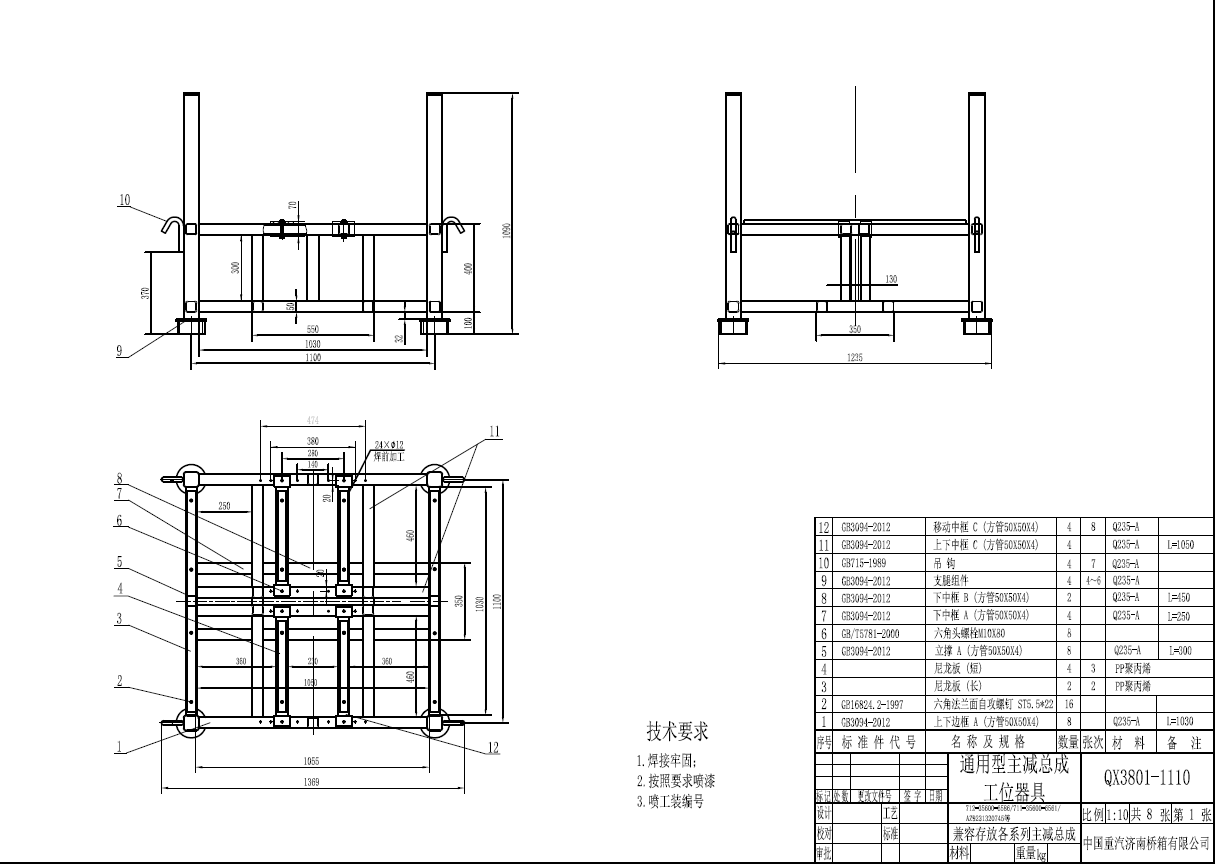 10
370
9
300
70
50
550
1030
1100
32
400
100
1090
130
350
1235
474
380
24×Φ12
焊前加工
280
140
11
8
7
6
5
4
3
2
1
20
250
460
20
350
1030
1100
360
230
360
460
1060
12
1055
1369
技术要求
1.焊接牢固;
2.按照要求喷漆
3.喷工装编号
12 GB3094-2012 移动中框 C (方管50X50X4) 4 8 Q235-A
11 GB3094-2012 上下中框 C (方管50X50X4) 4 Q235-A L=1050
10 GB715-1989 吊 钩 4 7 Q235-A
9 GB3094-2012 支腿组件 4 4~6 Q235-A
8 GB3094-2012 下中框 B (方管50X50X4) 2 Q235-A L=450
7 GB3094-2012 下中框 A (方管50X50X4) 4 Q235-A L=250
6 GB/T5781-2000 六角头螺栓M10X80 8
5 GB3094-2012 立撑 A (方管50X50X4) 8 Q235-A L=300
4 尼龙板 (短) 4 3 PP聚丙烯
3 尼龙板 (长) 2 2 PP聚丙烯
2 GB16824.2-1997 六角法兰面自攻螺钉 ST5.5*22 16
1 GB3094-2012 上下边框 A (方管50X50X4) 8 Q235-A L=1030
序号 标 准 件 代 号 名 称 及 规 格 数量 张次 材 料 备 注
通用型主减总成
工位器具
QX3801-1110
标记 处数 更改文件号 签 字 日期
设计 工艺
比例 1:10 共 8 张 第 1 张
校对 标准
兼容存放各系列主减总成
中国重汽济南桥箱有限公司
审批 材料 重量 kg